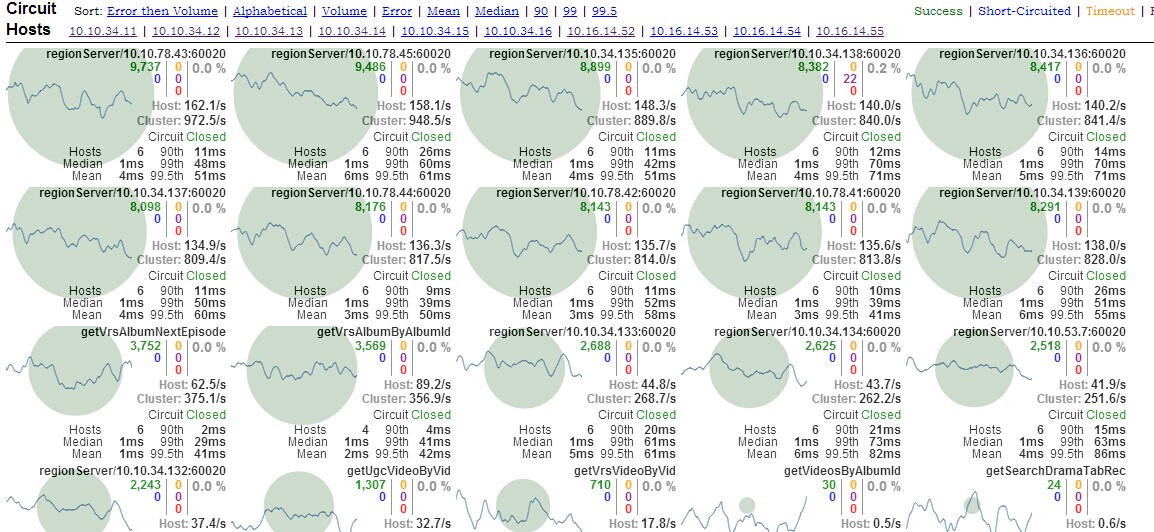 Circuit Sort: Error then Volume | Alphabetical | Volume | Error | Mean | Median | 90 | 99 | 99.5 Success | Short-Circuited | Timeout |
Hosts 10.10.34.11 | 10.10.34.12 | 10.10.34.13 | 10.10.34.14 | 10.10.34.15 | 10.10.34.16 | 10.16.14.52 | 10.16.14.53 | 10.16.14.54 | 10.16.14.55
regionServer/10.10.78.43:60020
9,737 0 0.0 %
0 0
0
Host: 162.1/s
Cluster: 972.5/s
Circuit Closed
Hosts 6 90th 11ms
Median 1ms 99th 48ms
Mean 4ms 99.5th 51ms
regionServer/10.10.78.45:60020
9,486 0 0.0 %
0 0
0
Host: 158.1/s
Cluster: 948.5/s
Circuit Closed
Hosts 6 90th 26ms
Median 1ms 99th 60ms
Mean 6ms 99.5th 61ms
regionServer/10.10.34.135:60020
8,899 0 0.0 %
0 0
0
Host: 148.3/s
Cluster: 889.8/s
Circuit Closed
Hosts 6 90th 11ms
Median 1ms 99th 42ms
Mean 4ms 99.5th 51ms
regionServer/10.10.34.138:60020
8,382 0 0.2 %
0 22
0
Host: 140.0/s
Cluster: 840.0/s
Circuit Closed
Hosts 6 90th 12ms
Median 1ms 99th 70ms
Mean 4ms 99.5th 71ms
regionServer/10.10.34.136:60020
8,417 0 0.0 %
0 0
0
Host: 140.2/s
Cluster: 841.4/s
Circuit Closed
Hosts 6 90th 14ms
Median 1ms 99th 70ms
Mean 5ms 99.5th 71ms
regionServer/10.10.34.137:60020
8,098 0 0.0 %
0 0
0
Host: 134.9/s
Cluster: 809.4/s
Circuit Closed
Hosts 6 90th 11ms
Median 1ms 99th 50ms
Mean 4ms 99.5th 60ms
regionServer/10.10.78.44:60020
8,176 0 0.0 %
0 0
0
Host: 136.3/s
Cluster: 817.5/s
Circuit Closed
Hosts 6 90th 9ms
Median 1ms 99th 39ms
Mean 3ms 99.5th 50ms
regionServer/10.10.78.42:60020
8,143 0 0.0 %
0 0
0
Host: 135.7/s
Cluster: 814.0/s
Circuit Closed
Hosts 6 90th 11ms
Median 1ms 99th 52ms
Mean 3ms 99.5th 58ms
regionServer/10.10.78.41:60020
8,143 0 0.0 %
0 0
0
Host: 135.6/s
Cluster: 813.8/s
Circuit Closed
Hosts 6 90th 10ms
Median 1ms 99th 39ms
Mean 3ms 99.5th 41ms
regionServer/10.10.34.139:60020
8,291 0 0.0 %
0 0
0
Host: 138.0/s
Cluster: 828.0/s
Circuit Closed
Hosts 6 90th 26ms
Median 1ms 99th 51ms
Mean 4ms 99.5th 55ms
getVrsAlbumNextEpisode
3,752 0 0.0 %
0 0
0
Host: 62.5/s
Cluster: 375.1/s
Circuit Closed
Hosts 6 90th 2ms
Median 1ms 99th 29ms
Mean 1ms 99.5th 41ms
getVrsAlbumByAlbumId
3,569 0 0.0 %
0 0
0
Host: 89.2/s
Cluster: 356.9/s
Circuit Closed
Hosts 4 90th 4ms
Median 1ms 99th 41ms
Mean 2ms 99.5th 42ms
regionServer/10.10.34.133:60020
2,688 0 0.0 %
0 0
0
Host: 44.8/s
Cluster: 268.7/s
Circuit Closed
Hosts 6 90th 20ms
Median 1ms 99th 61ms
Mean 5ms 99.5th 61ms
regionServer/10.10.34.134:60020
2,625 0 0.0 %
0 0
0
Host: 43.7/s
Cluster: 262.2/s
Circuit Closed
Hosts 6 90th 21ms
Median 1ms 99th 73ms
Mean 6ms 99.5th 82ms
regionServer/10.10.53.7:60020
2,518 0 0.0 %
0 0
0
Host: 41.9/s
Cluster: 251.6/s
Circuit Closed
Hosts 6 90th 15ms
Median 1ms 99th 63ms
Mean 4ms 99.5th 86ms
regionServer/10.10.34.132:60020
2,243 0 0.0 %
0 0
0
Host: 37.4/s
getUgcVideoByVid
1,307 0 0.0 %
0 0
0
Host: 32.7/s
getVrsVideoByVid
710 0 0.0 %
0 0
0
Host: 17.8/s
getVideosByAlbumId
30 0 0.0 %
0 0
0
Host: 0.5/s
getSearchDramaTabRec
24 0 0.0 %
0 0
0
Host: 0.6/s